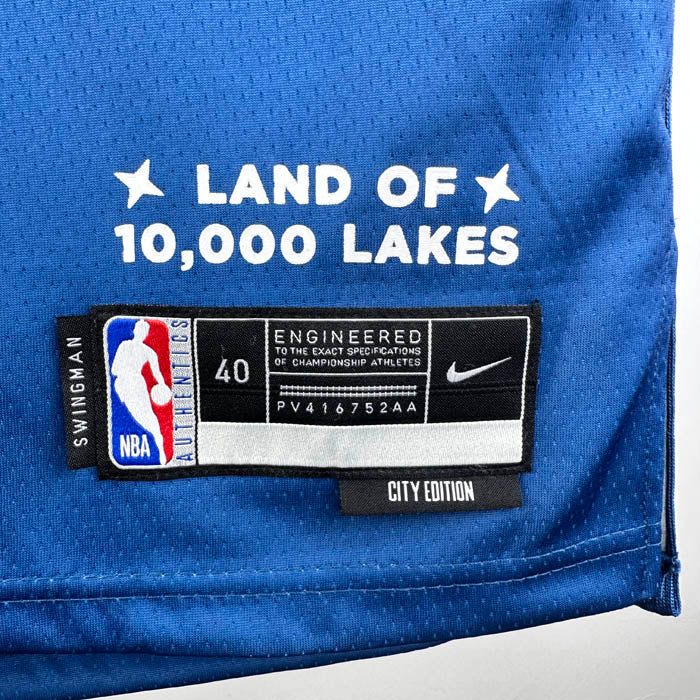 LAND OF
10,000 LAKES
SWINGMAN
NBA
AUTHENTICS
40
ENGINEERED
TO THE EXACT SPECIFICATIONS
OF CHAMPIONSHIP ATHLETES
PV416752AA
CITY EDITION